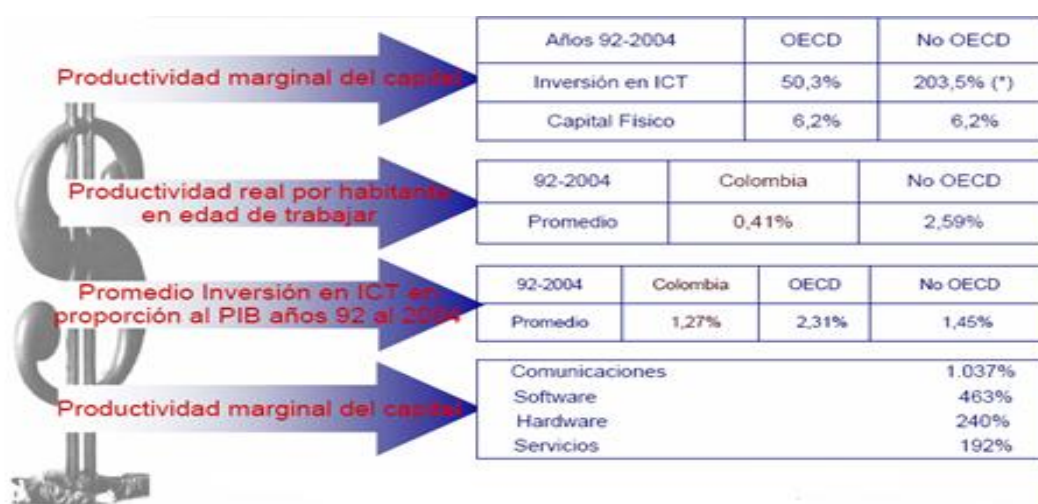 Productividad marginal del capital
Años 92-2004 OECD No OECD
Inversión en ICT 50,3% 203,5% (*)
Capital Físico 6,2% 6,2%
Productividad real por habitante
en edad de trabajar
92-2004 Colombia No OECD
Promedio 0,41% 2,59%
Promedio Inversión en ICT en
proporción al PIB años 92 al 2004
92-2004 Colombia OECD No OECD
Promedio 1,27% 2,31% 1,45%
Productividad marginal del capital
Comunicaciones 1.037%
Software 463%
Hardware 240%
Servicios 192%